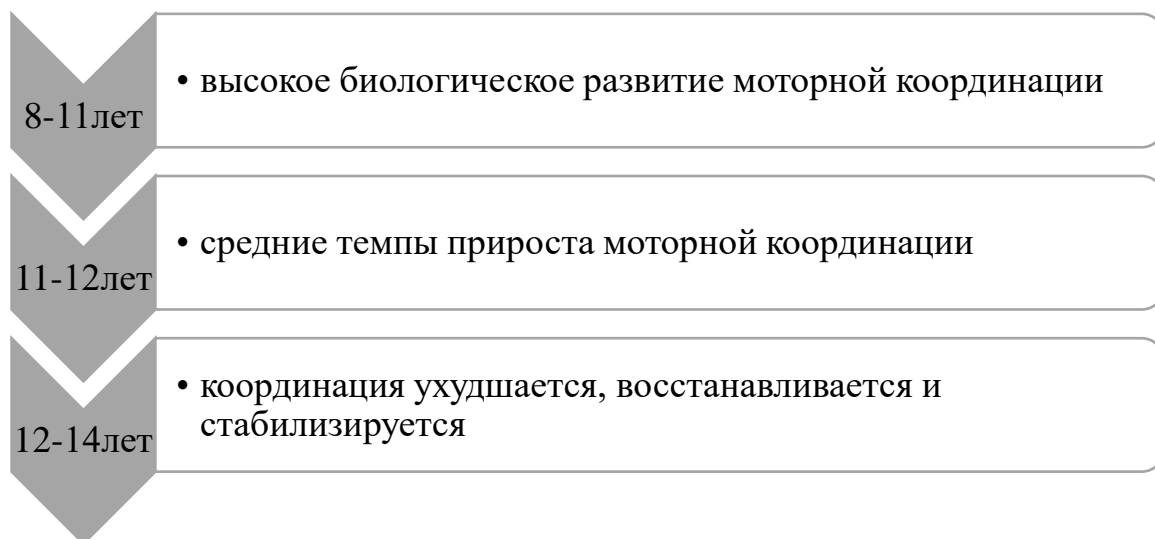 8-11лет
• высокое биологическое развитие моторной координации
11-12лет
• средние темпы прироста моторной координации
12-14лет
• координация ухудшается, восстанавливается и
стабилизируется